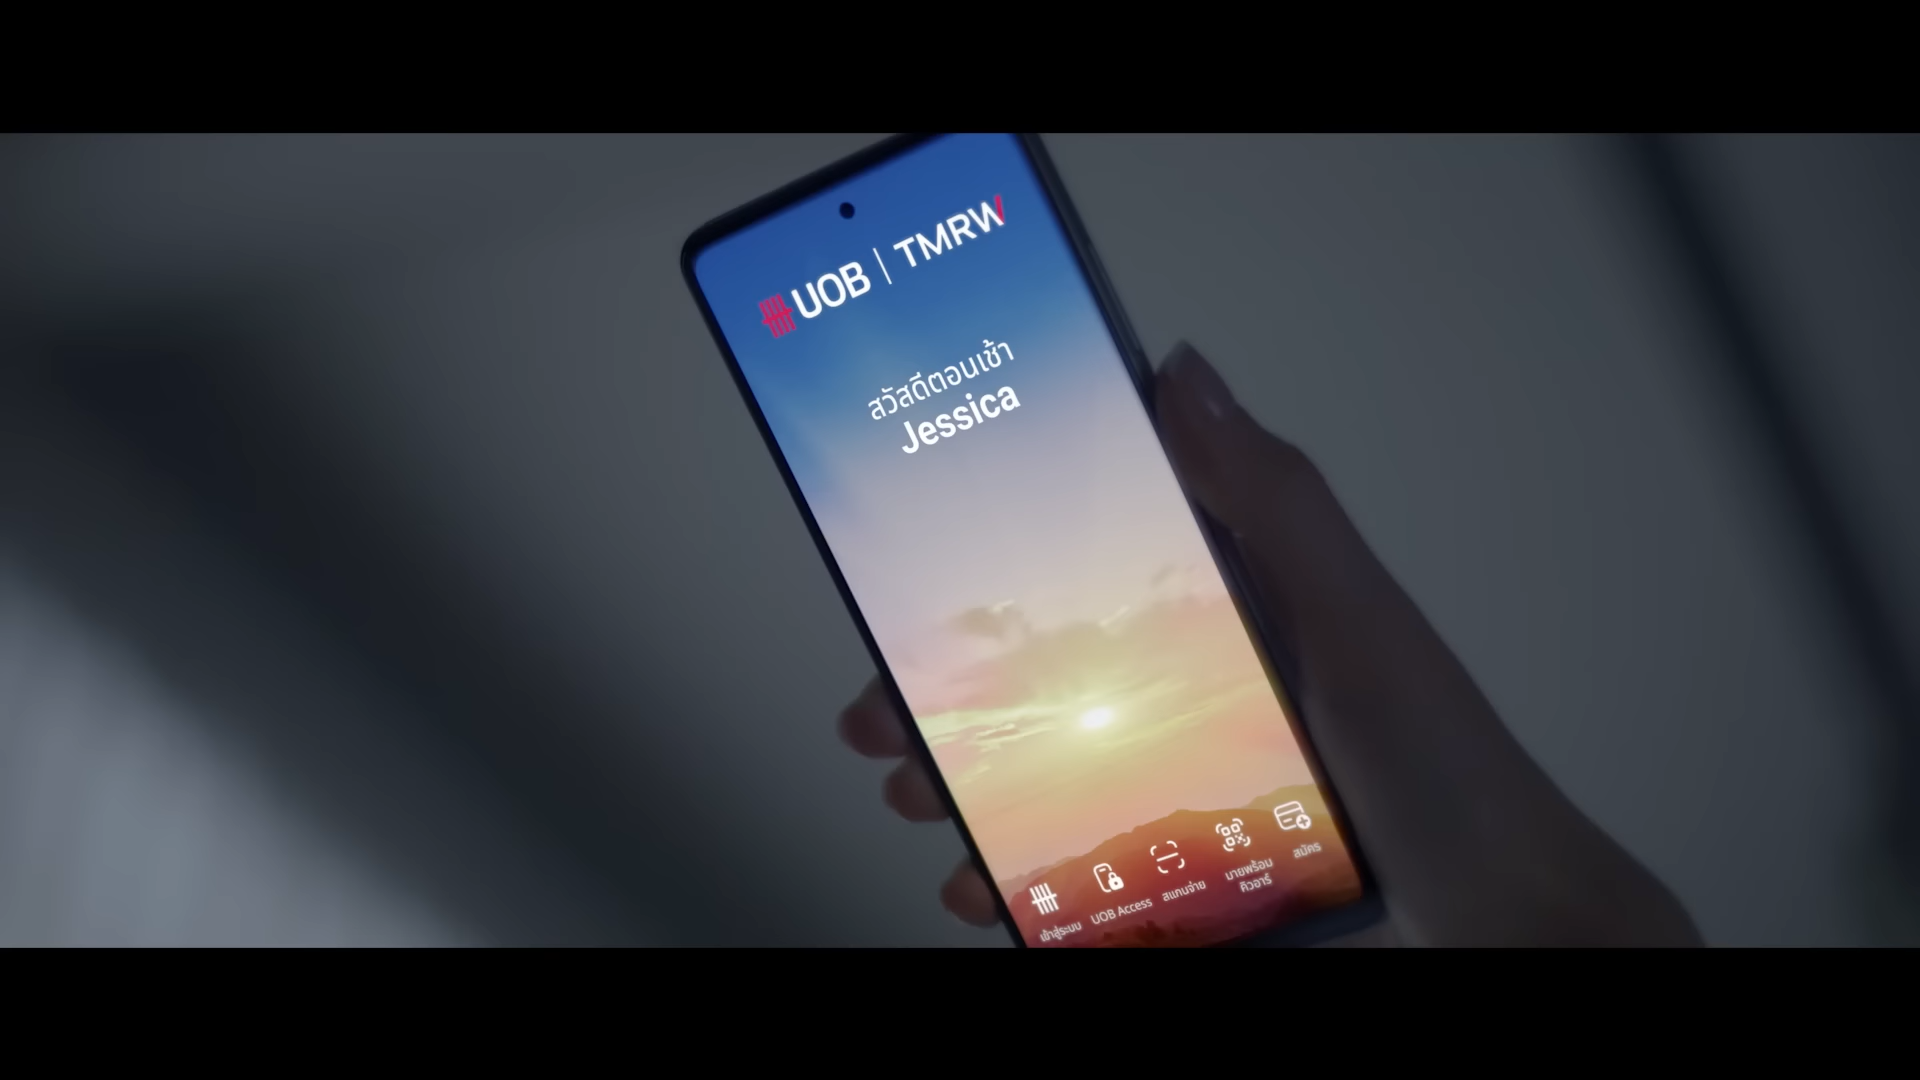 UOB | TMRW
สวัสดีตอนเช้า
Jessica
เข้าสู่ระบบ
UOB Access
สแกนจ่าย
มายพร้อม
คิวอาร์
สมัคร